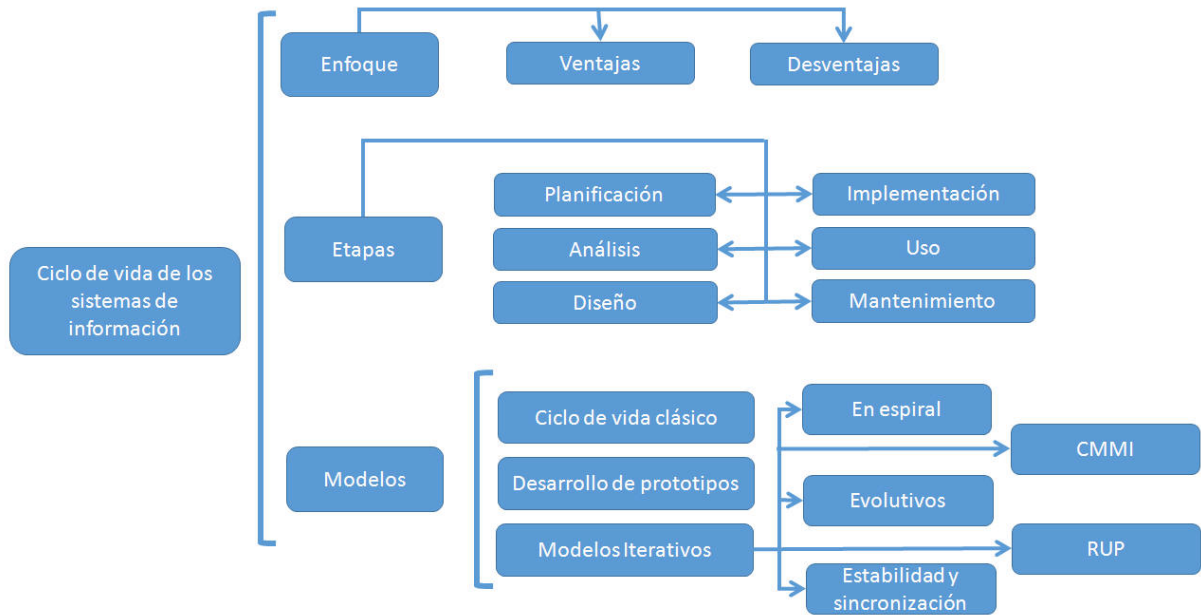 Ciclo de vida de los
sistemas de
información
Enfoque
Ventajas
Desventajas
Etapas
Planificación
Implementación
Análisis
Uso
Diseño
Mantenimiento
Modelos
Ciclo de vida clásico
Desarrollo de prototipos
Modelos Iterativos
En espiral
CMMI
Evolutivos
RUP
Estabilidad y
sincronización